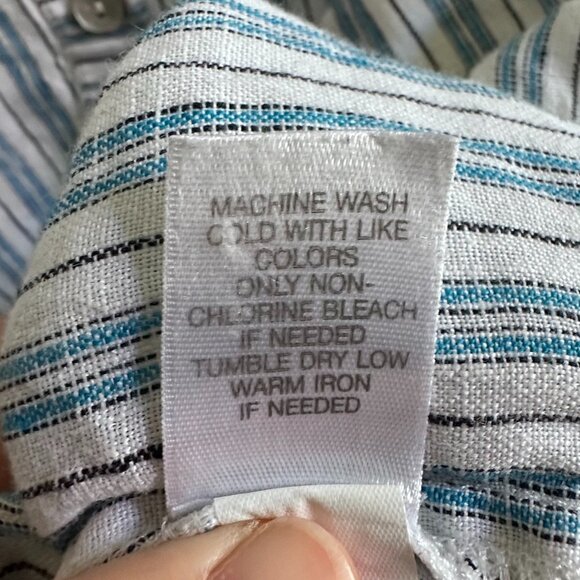 MACHINE WASH
COLD WITH LIKE
COLORS
ONLY NON-
CHLORINE BLEACH
IF NEEDED
TUMBLE DRY LOW
WARM IRON
IF NEEDED